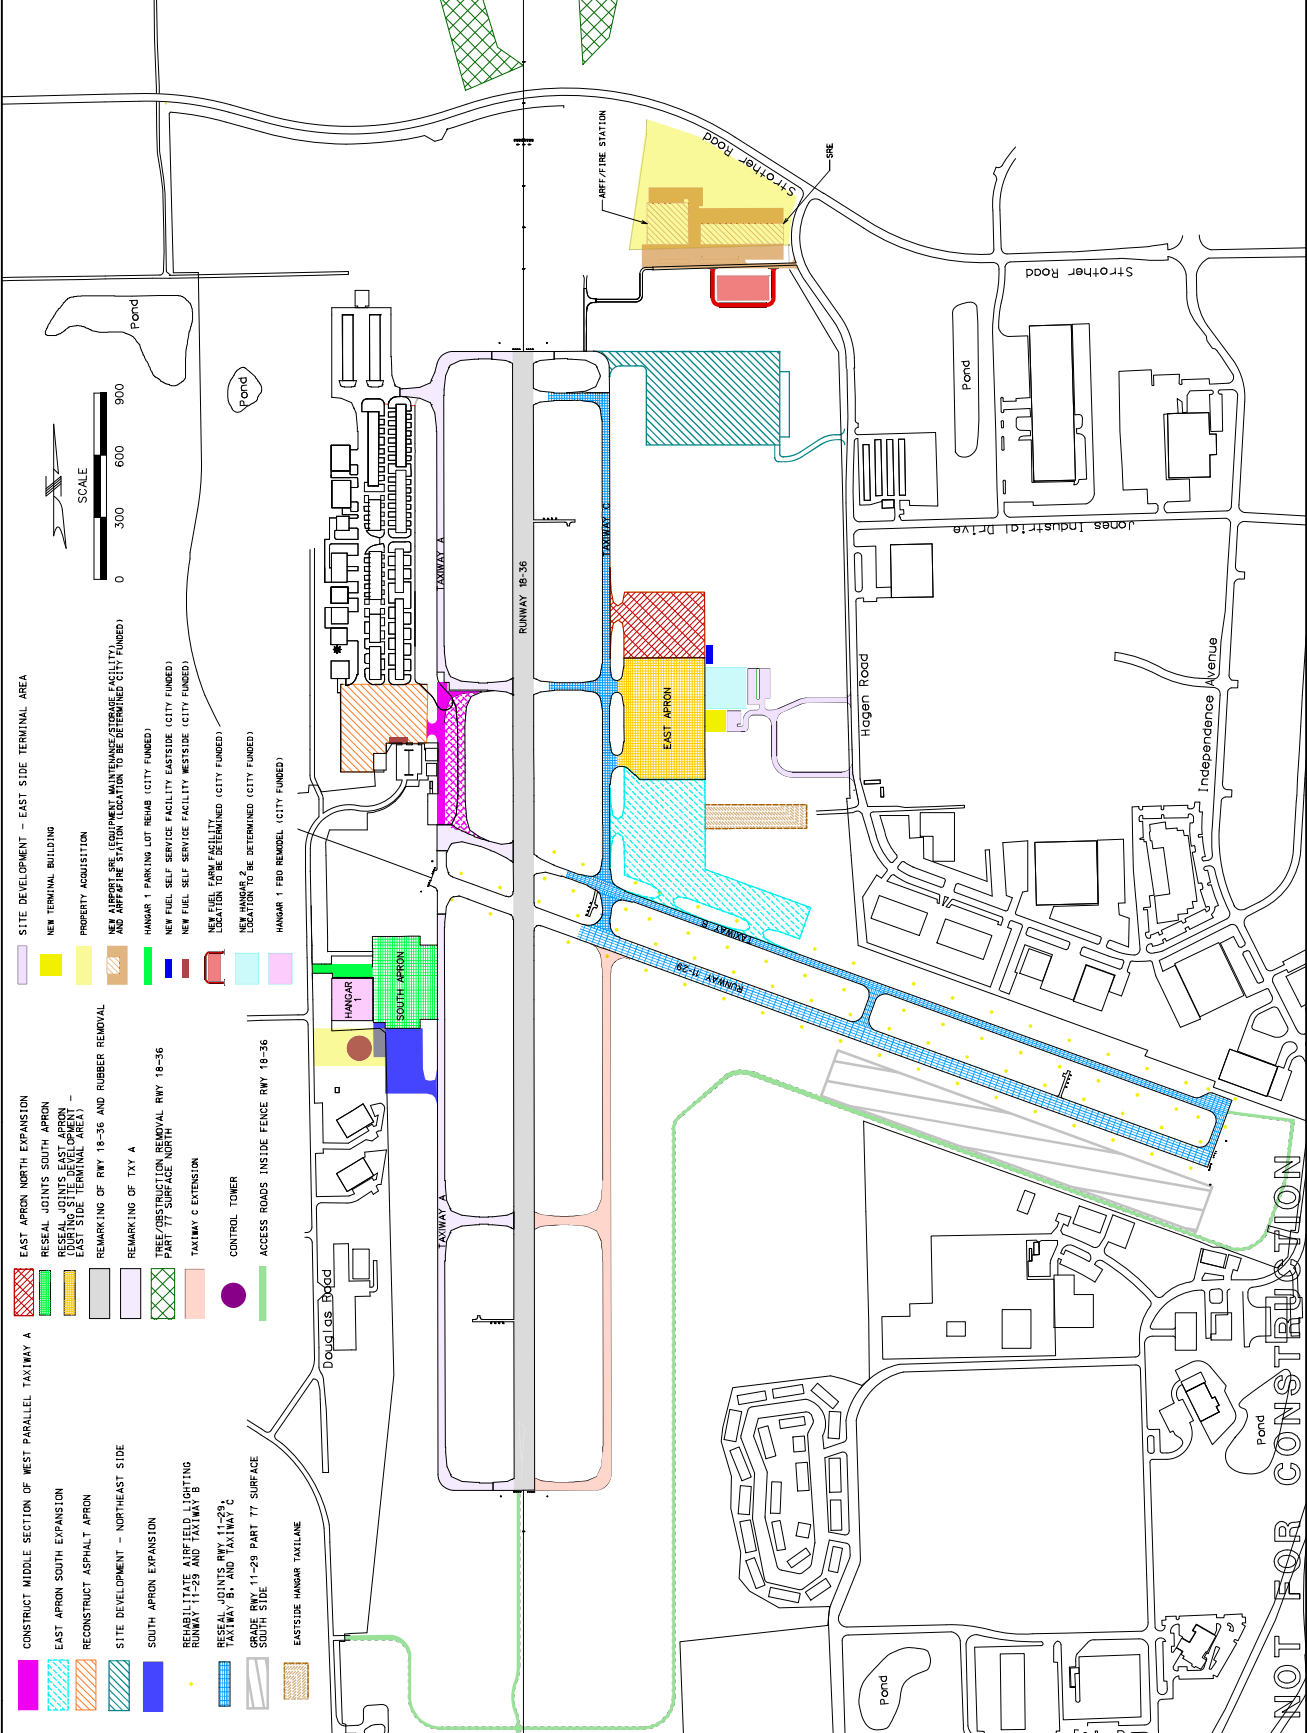 CONSTRUCT MIDDLE SECTION OF WEST PARALLEL TAXIWAY A
EAST APRON SOUTH EXPANSION
RECONSTRUCT ASPHALT APRON
SITE DEVELOPMENT - NORTHEAST SIDE
SOUTH APRON EXPANSION
REHABILITATE AIRFIELD LIGHTING
RUNWAY 11-29 AND TAXIWAY B
RESEAL JOINTS RWY 11-29,
TAXIWAY B, AND TAXIWAY C
GRADE RWY 11-29 PART 77 SURFACE
SOUTH SIDE
EASTSIDE HANGAR TAXILANE
EAST APRON NORTH EXPANSION
RESEAL JOINTS SOUTH APRON
RESEAL JOINTS EAST APRON
(DURING SITE DEVELOPMENT -
EAST SIDE TERMINAL AREA)
REMARKING OF RWY 18-36 AND RUBBER REMOVAL
REMARKING OF TXY A
TREE/OBSTRUCTION REMOVAL RWY 18-36
PART 77 SURFACE NORTH
TAXIWAY C EXTENSION
CONTROL TOWER
ACCESS ROADS INSIDE FENCE RWY 18-36
SITE DEVELOPMENT - EAST SIDE TERMINAL AREA
NEW TERMINAL BUILDING
PROPERTY ACQUISITION
NEW AIRPORT SRE (EQUIPMENT MAINTENANCE/STORAGE FACILITY)
AND ARFF&FIRE STATION (LOCATION TO BE DETERMINED CITY FUNDED)
HANGAR 1 PARKING LOT REHAB (CITY FUNDED)
NEW FUEL SELF SERVICE FACILITY EASTSIDE (CITY FUNDED)
NEW FUEL SELF SERVICE FACILITY WESTSIDE (CITY FUNDED)
NEW FUEL FARM FACILITY
LOCATION TO BE DETERMINED (CITY FUNDED)
NEW HANGAR 2
LOCATION TO BE DETERMINED (CITY FUNDED)
HANGAR 1 FBO REMODEL (CITY FUNDED)
SCALE
0 300 600 900
Pond
Pond
Douglas Road
HANGAR
1
SOUTH APRON
TAXIWAY A
TAXIWAY A
RUNWAY 18-36
TAXIWAY C
EAST APRON
TAXIWAY B
RUNWAY 11-29
ARFF/FIRE STATION
SRE
Strother Road
Strother Road
Pond
Jones Industrial Drive
Hagen Road
Independence Avenue
Pond
Pond
NOT FOR CONSTRUCTION